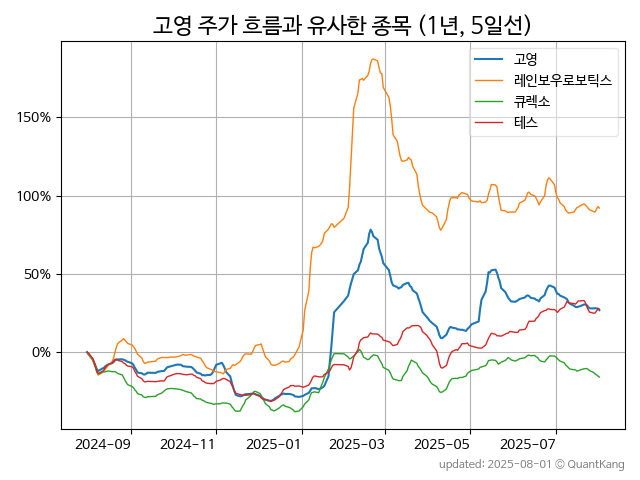 고영 주가 흐름과 유사한 종목 (1년, 5일선)
고영
레인보우로보틱스
큐렉소
테스
150%
100%
50%
0%
2024-09 2024-11 2025-01 2025-03 2025-05 2025-07
updated: 2025-08-01 © QuantKang